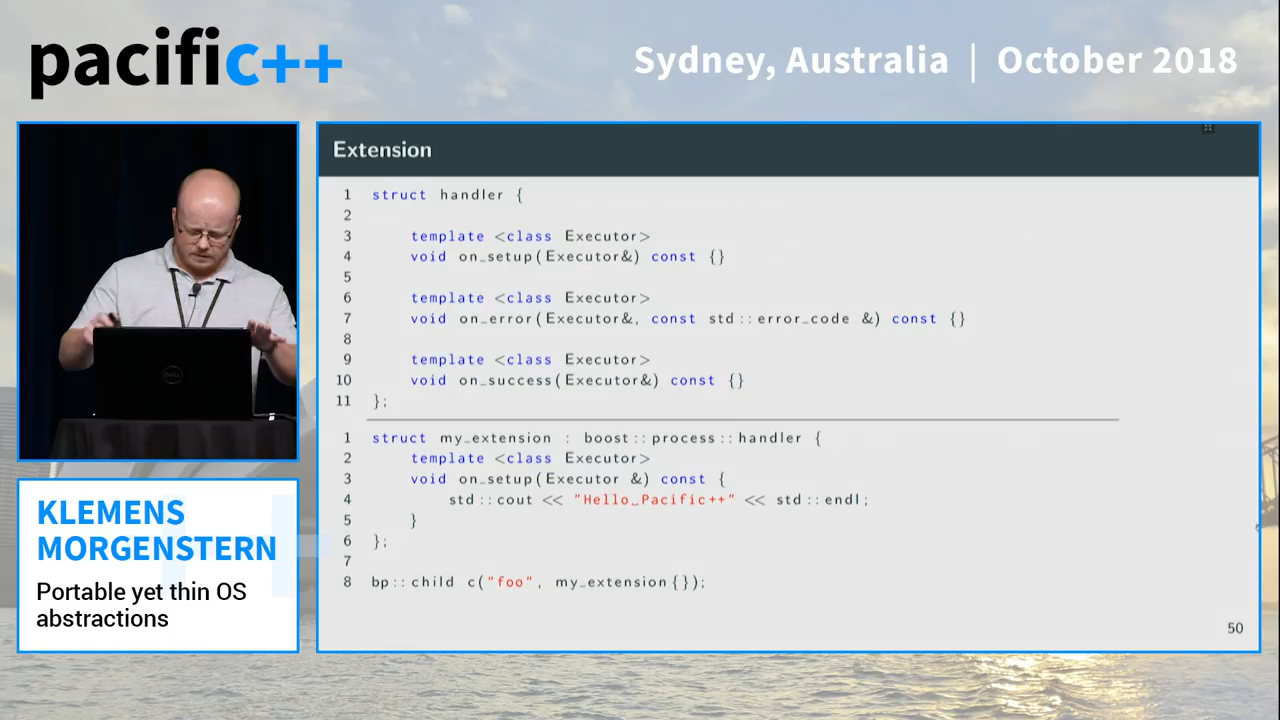 pacific++
Sydney, Australia | October 2018
Extension
1 struct handler {
2
3 template <class Executor>
4 void on_setup(Executor&) const {}
5
6 template <class Executor>
7 void on_error(Executor&, const std::error_code &) const {}
8
9 template <class Executor>
10 void on_success(Executor&) const {}
11 };
1 struct my_extension : boost::process::handler {
2 template <class Executor>
3 void on_setup(Executor &) const {
4 std::cout << "Hello␣Pacific++" << std::endl;
5 }
6 };
7
8 bp::child c("foo", my_extension{});
50
DELL
KLEMENS
MORGENSTERN
Portable yet thin OS
abstractions